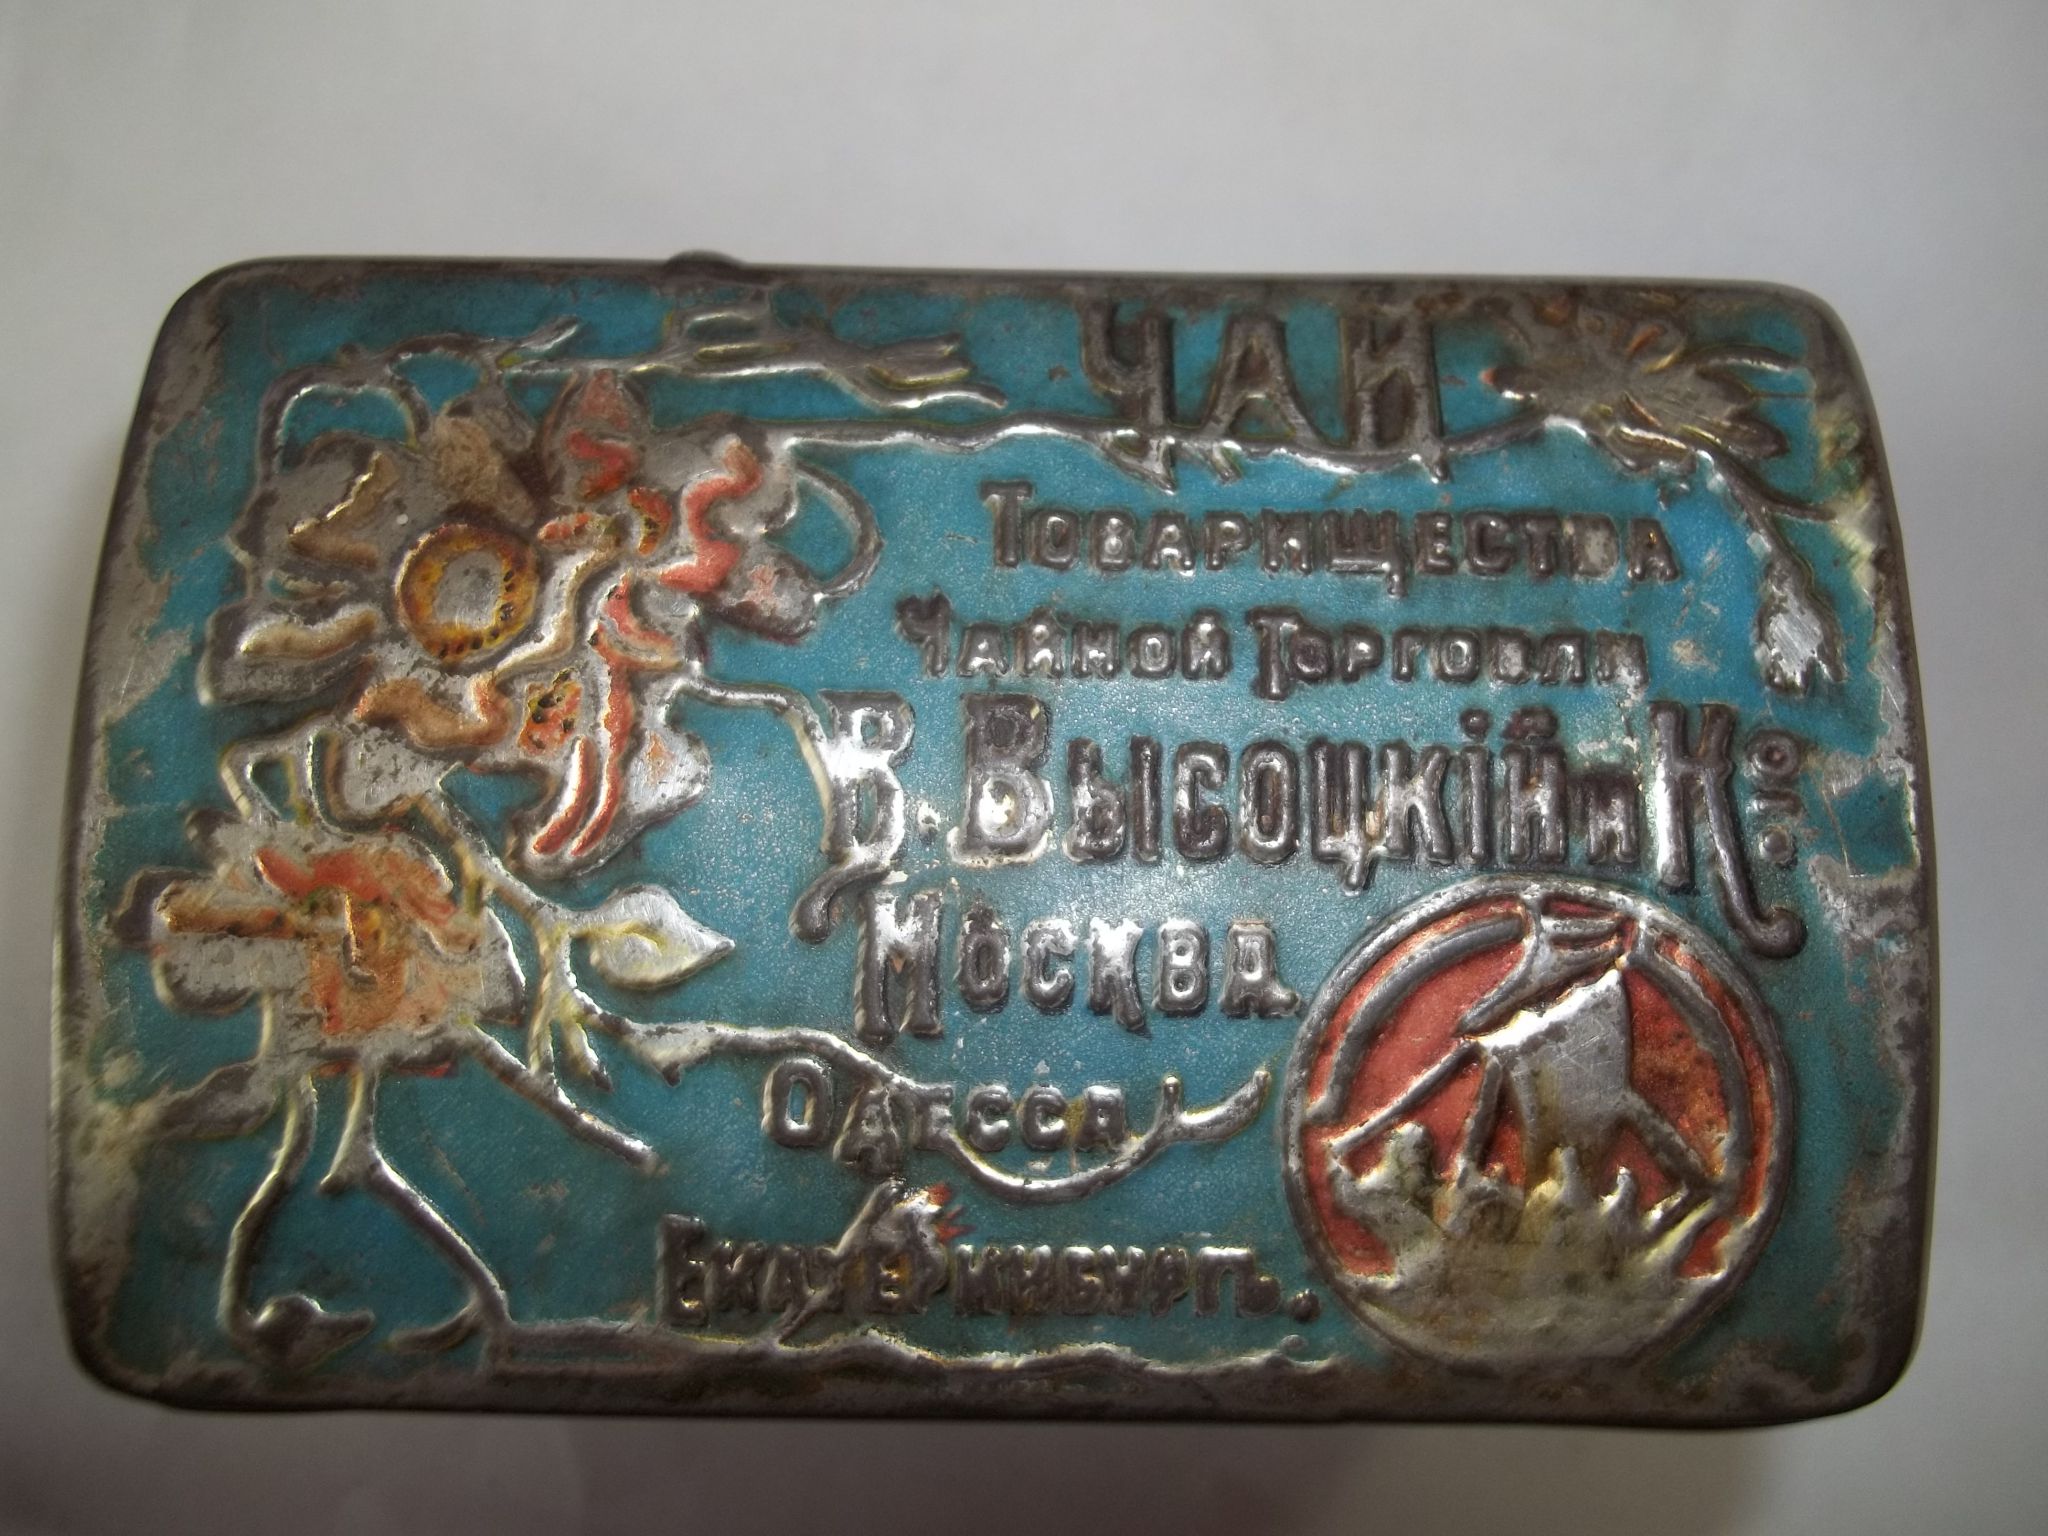 ЧАЙ
ТОВАРИЩЕСТВА
ЧАЙНОЙ ТОРГОВЛИ
В. ВЫСОЦКІЙ и Ко.
МОСКВА.
ОДЕССА
ЕКАТЕРИНБУРГЪ.